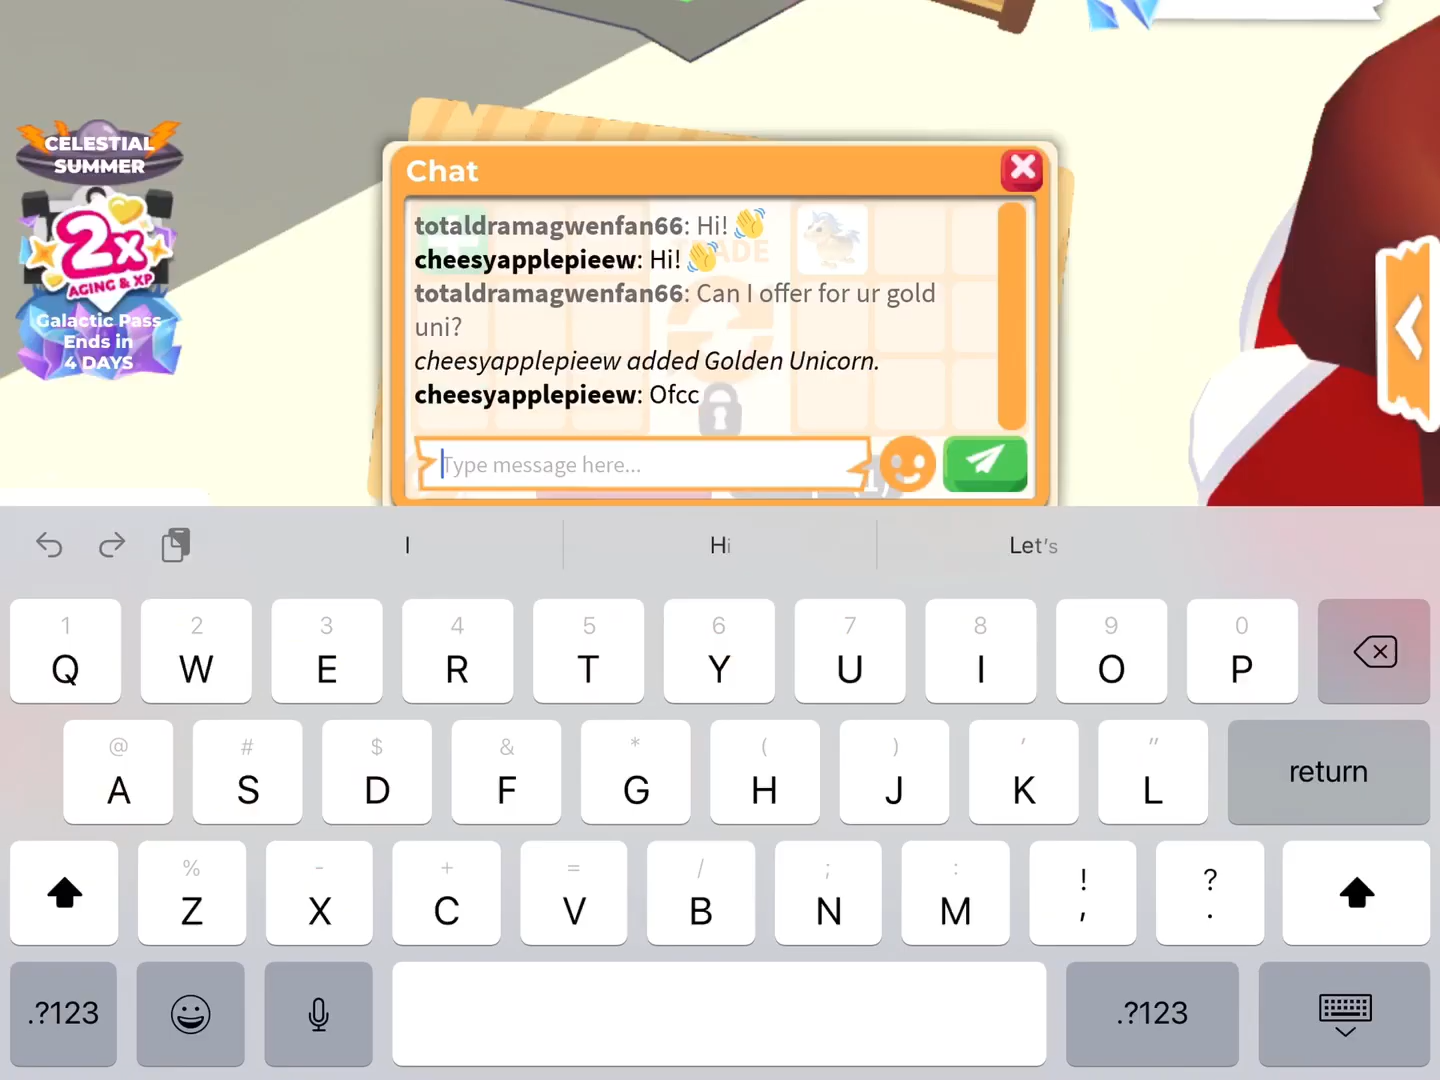 CELESTIAL
SUMMER
2x
AGING & XP
Galactic Pass
Ends in
4 DAYS
Chat
totaldramagwenfan66: Hi! 👋
cheesyapplepieew: Hi! 👋
totaldramagwenfan66: Can I offer for ur gold
uni?
cheesyapplepieew added Golden Unicorn.
cheesyapplepieew: Ofcc
Type message here...
I Hi Let's
1 2 3 4 5 6 7 8 9 0
Q W E R T Y U I O P
@ # $ & * ( ) ' "
A S D F G H J K L return
% - + = / ; : ! ?
Z X C V B N M , .
.?123 .?123